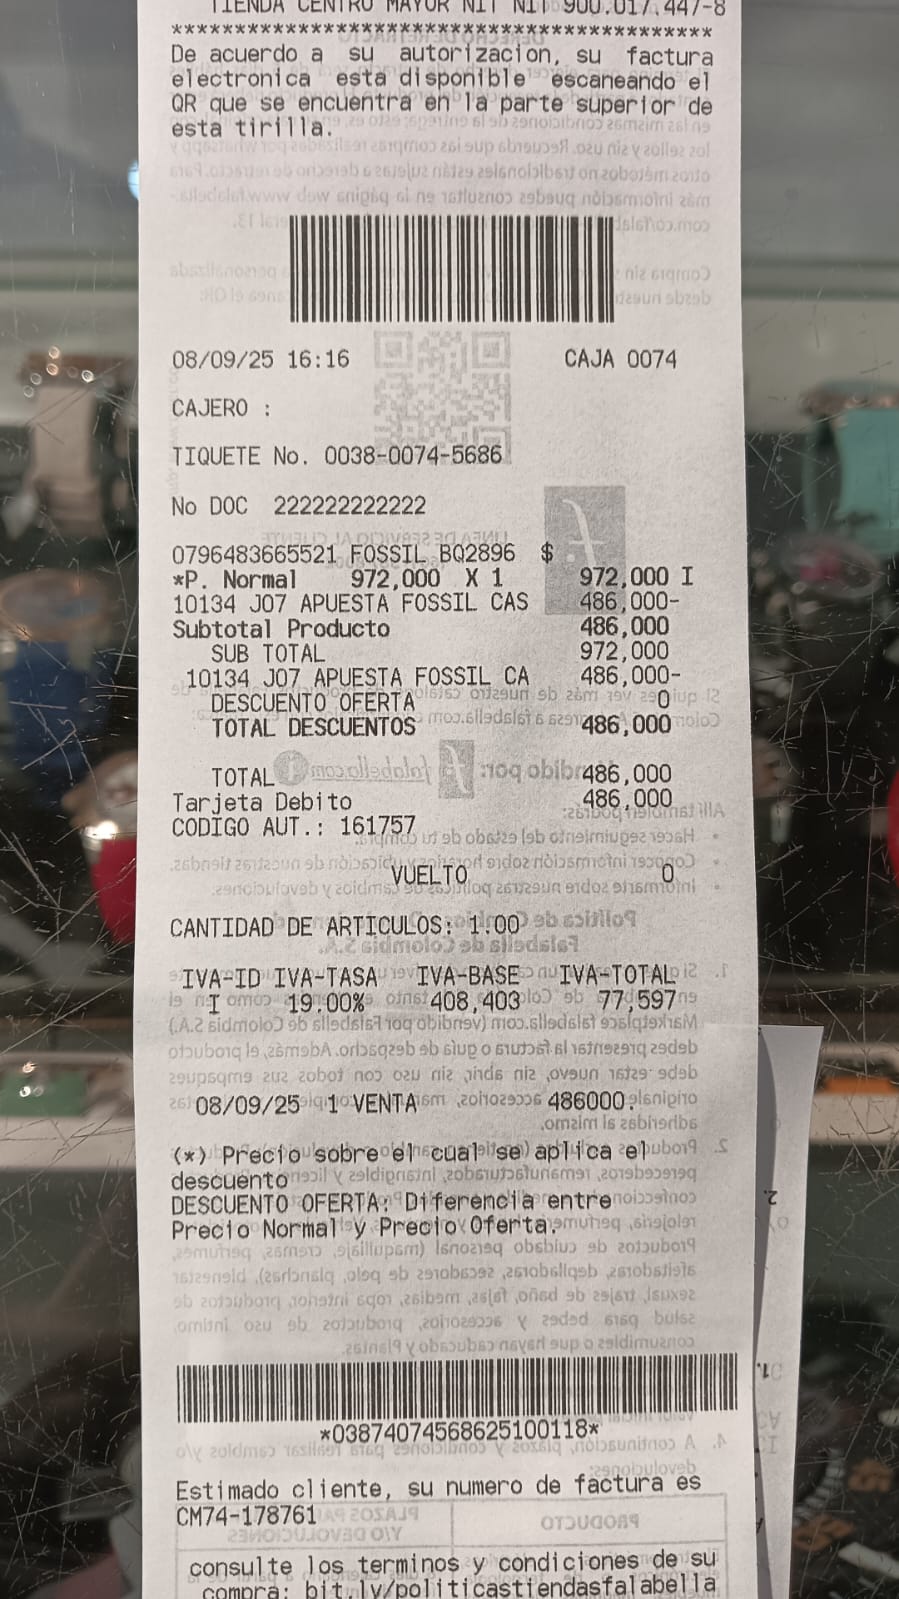 TIENDA CENTRO MAYOR NIT NIT 900.017.447-8
******************************************
De acuerdo a su autorizacion, su factura
electronica esta disponible escaneando el
QR que se encuentra en la parte superior de
esta tirilla.
08/09/25 16:16 CAJA 0074
CAJERO :
TIQUETE No. 0038-0074-5686
No DOC 222222222222
0796483665521 FOSSIL BQ2896 $
*P. Normal 972,000 X 1 972,000 I
10134 J07 APUESTA FOSSIL CAS 486,000-
Subtotal Producto 486,000
SUB TOTAL 972,000
10134 J07 APUESTA FOSSIL CA 486,000-
DESCUENTO OFERTA 0
TOTAL DESCUENTOS 486,000
TOTAL 486,000
Tarjeta Debito 486,000
CODIGO AUT.: 161757
VUELTO 0
CANTIDAD DE ARTICULOS: 1.00
IVA-ID IVA-TASA IVA-BASE IVA-TOTAL
I 19.00% 408,403 77,597
08/09/25 1 VENTA 486000.
(*) Precio sobre el cual se aplica el
descuento
DESCUENTO OFERTA: Diferencia entre
Precio Normal y Precio Oferta.
*03874074568625100118*
Estimado cliente, su numero de factura es
CM74-178761
consulte los terminos y condiciones de su
compra: bit.ly/politicastiendasfalabella